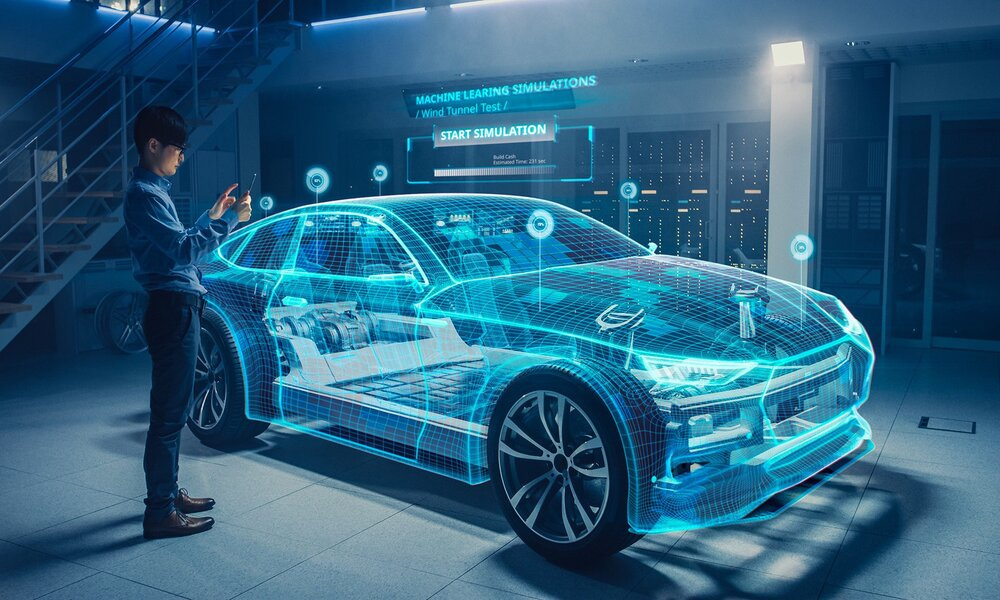 MACHINE LEARING SIMULATIONS
/ Wind Tunnel Test /
START SIMULATION
Build Cash
Estimated Time: 231 sec